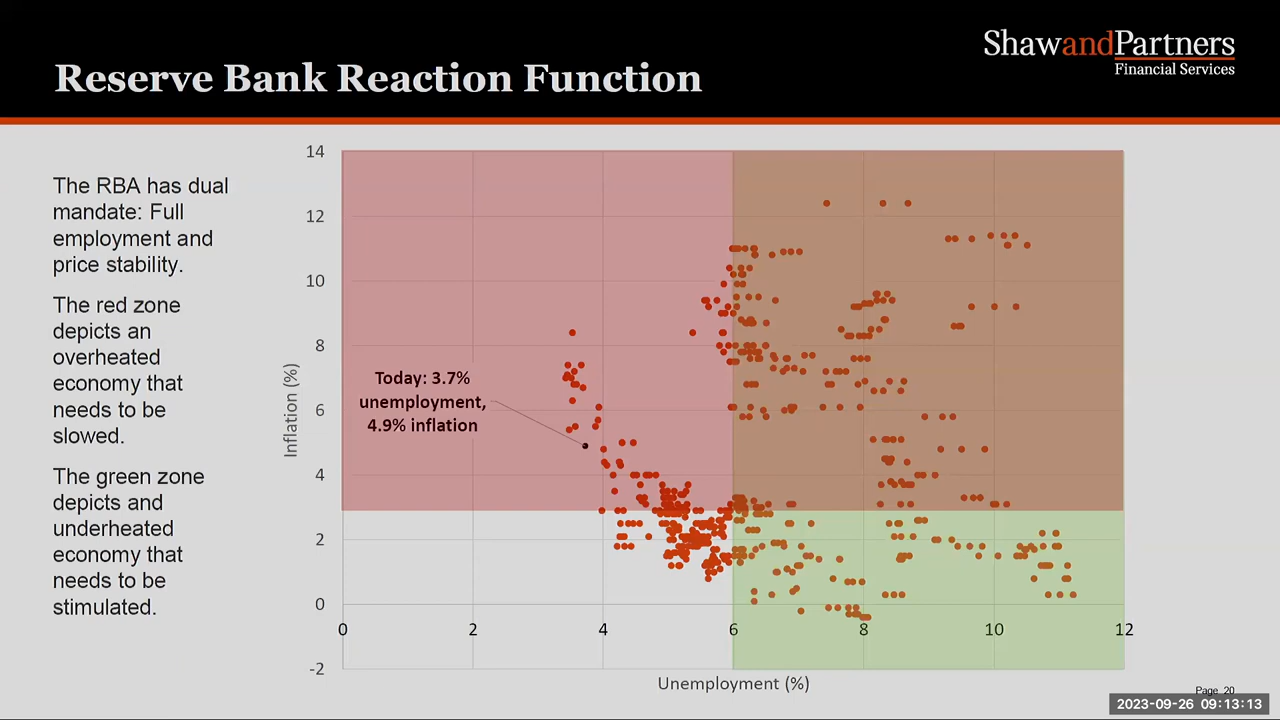 ShawandPartners
Financial Services
Reserve Bank Reaction Function
The RBA has dual
mandate: Full
employment and
price stability.
The red zone
depicts an
overheated
economy that
needs to be
slowed.
The green zone
depicts and
underheated
economy that
needs to be
stimulated.
14
12
10
8
6
4
2
0
-2
Inflation (%)
Today: 3.7%
unemployment,
4.9% inflation
0 2 4 6 8 10 12
Unemployment (%)
Page 20
2023-09-26 09:13:13